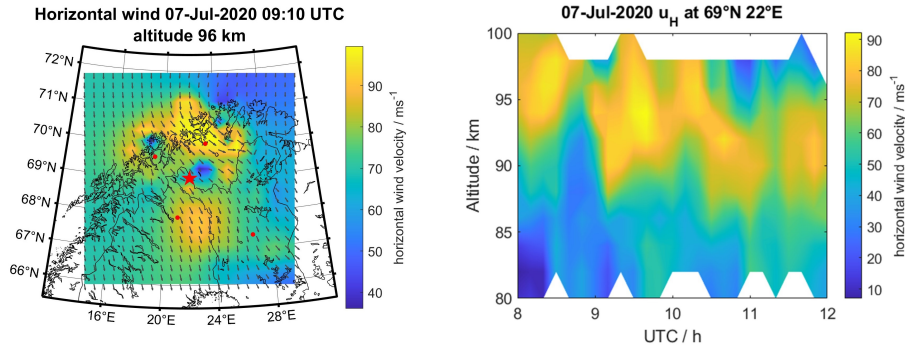 Horizontal wind 07-Jul-2020 09:10 UTC
altitude 96 km
72°N
71°N
70°N
69°N
68°N
67°N
66°N
16°E
20°E
24°E
28°E
90
80
70
60
50
40
horizontal wind velocity / ms⁻¹
07-Jul-2020 u_H at 69°N 22°E
100
95
90
85
80
Altitude / km
8
9
10
11
12
UTC / h
90
80
70
60
50
40
30
20
10
horizontal wind velocity / ms⁻¹